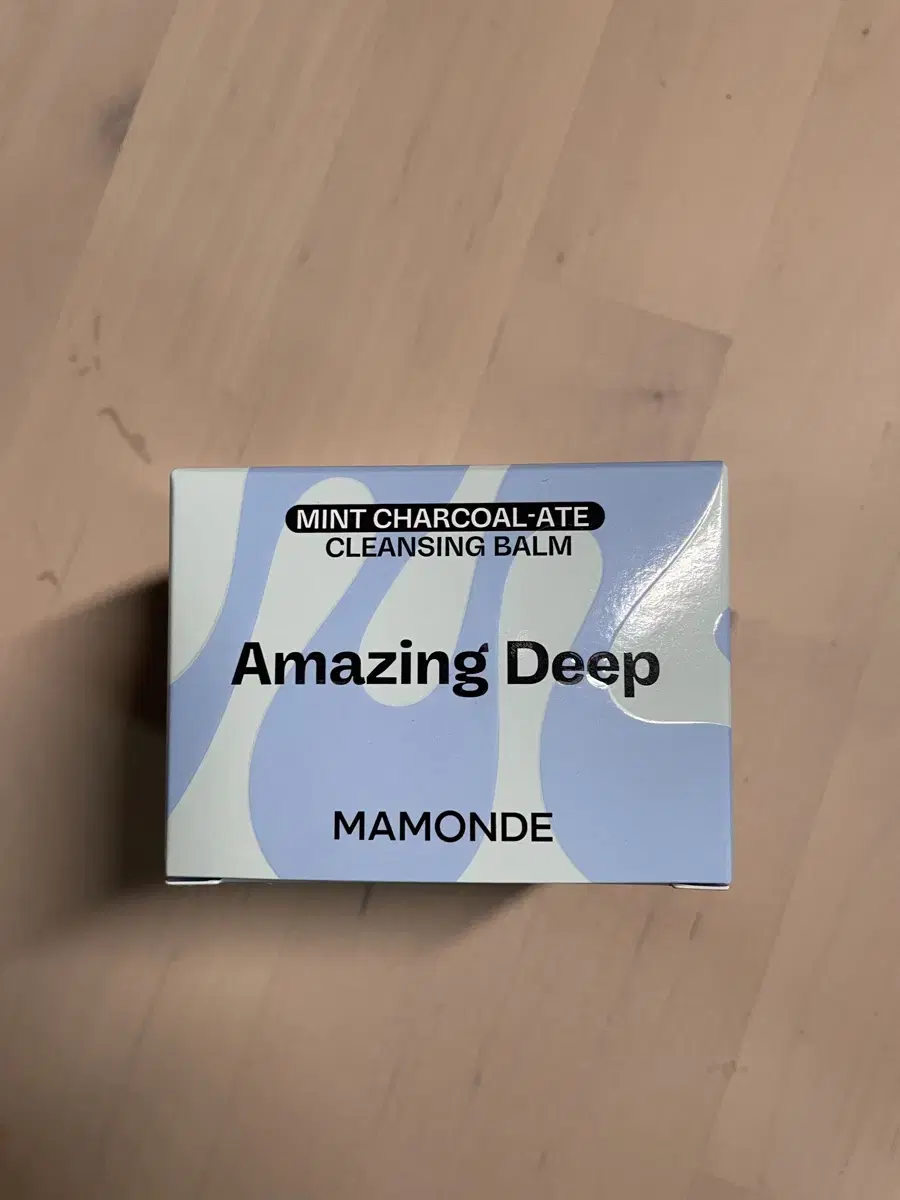 MINT CHARCOAL-ATE
CLEANSING BALM
Amazing Deep
MAMONDE